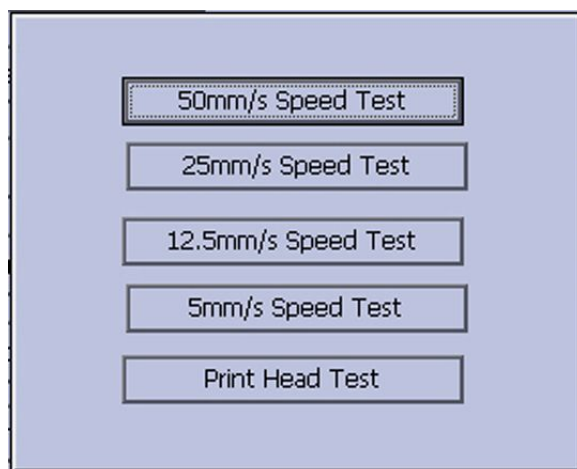 50mm/s Speed Test
25mm/s Speed Test
12.5mm/s Speed Test
5mm/s Speed Test
Print Head Test